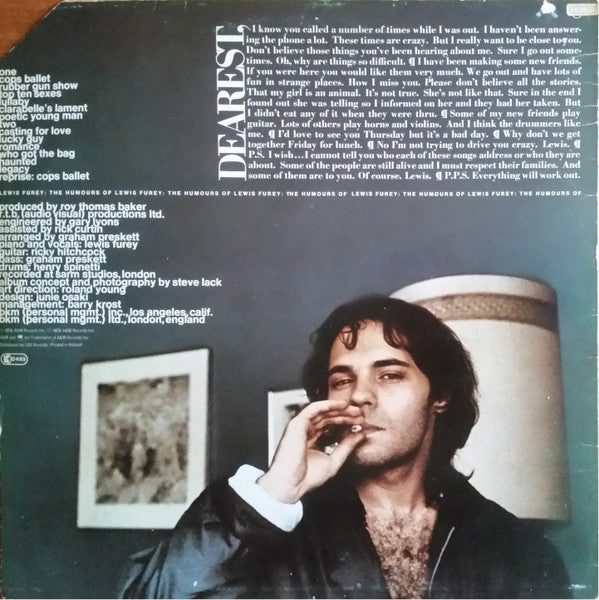 DEAREST,
I know you called a number of times while I was out. I haven't been answer-
ing the phone a lot. These times are crazy. But I really want to be close to you.
Don't believe those things you've been hearing about me. Sure I go out some-
times. Oh, why are things so difficult. ¶ I have been making some new friends.
If you were here you would like them very much. We go out and have lots of
fun in strange places. How I miss you. Please don't believe all the stories.
That my girl is an animal. It's not true. She's not like that. Sure in the end I
found out she was telling so I informed on her and they had her taken. But
I didn't eat any of it when they were thru. ¶ Some of my new friends play
guitar. Lots of others play horns and violins. And I think the drummers like
me. ¶ I'd love to see you Thursday but it's a bad day. ¶ Why don't we get
together Friday for lunch. ¶ No I'm not trying to drive you crazy. Lewis. ¶
P.S. I wish... I cannot tell you who each of these songs address or who they are
about. Some of the people are still alive and I must respect their families. And
some of them are to you. Of course. Lewis. ¶ P.P.S. Everything will work out.
one
cops ballet
rubber gun show
top ten sexes
lullaby
clarabelle's lament
poetic young man
two
casting for love
lucky guy
romance
who got the bag
haunted
legacy
reprise: cops ballet
LEWIS FUREY: THE HUMOURS OF LEWIS FUREY: THE HUMOURS OF LEWIS FUREY: THE HUMOURS OF LEWIS FUREY: THE HUMOURS OF LEWIS FUREY: THE HUMOURS OF
produced by roy thomas baker
r.t.b. (audio visual) productions ltd.
engineered by gary lyons
assisted by rick curtin
arranged by graham preskett
piano and vocals: lewis furey
guitar: ricky hitchcock
bass: graham preskett
drums: henry spinetti
recorded at sarm studios, london
album concept and photography by steve lack
art direction: roland young
design: junie osaki
management: barry krost
bkm (personal mgmt.) inc., los angeles, calif.
bkm (personal mgmt.) ltd., london, england